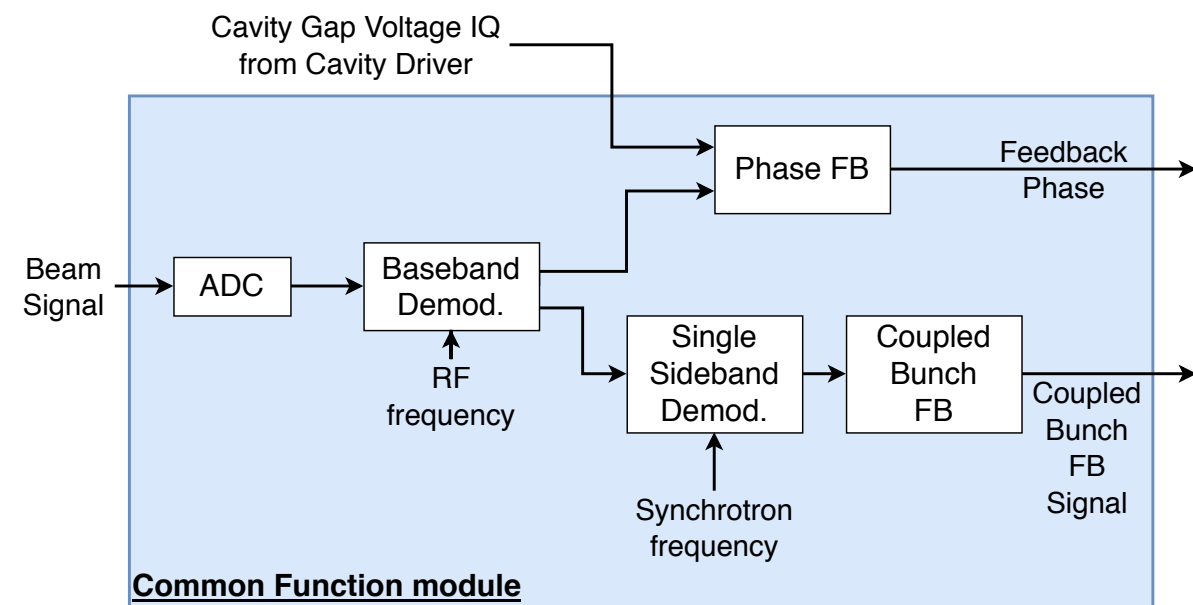 Cavity Gap Voltage IQ
from Cavity Driver
Phase FB
Feedback
Phase
Beam
Signal
ADC
Baseband
Demod.
RF
frequency
Single
Sideband
Demod.
Coupled
Bunch
FB
Coupled
Bunch
FB
Signal
Synchrotron
frequency
Common Function module